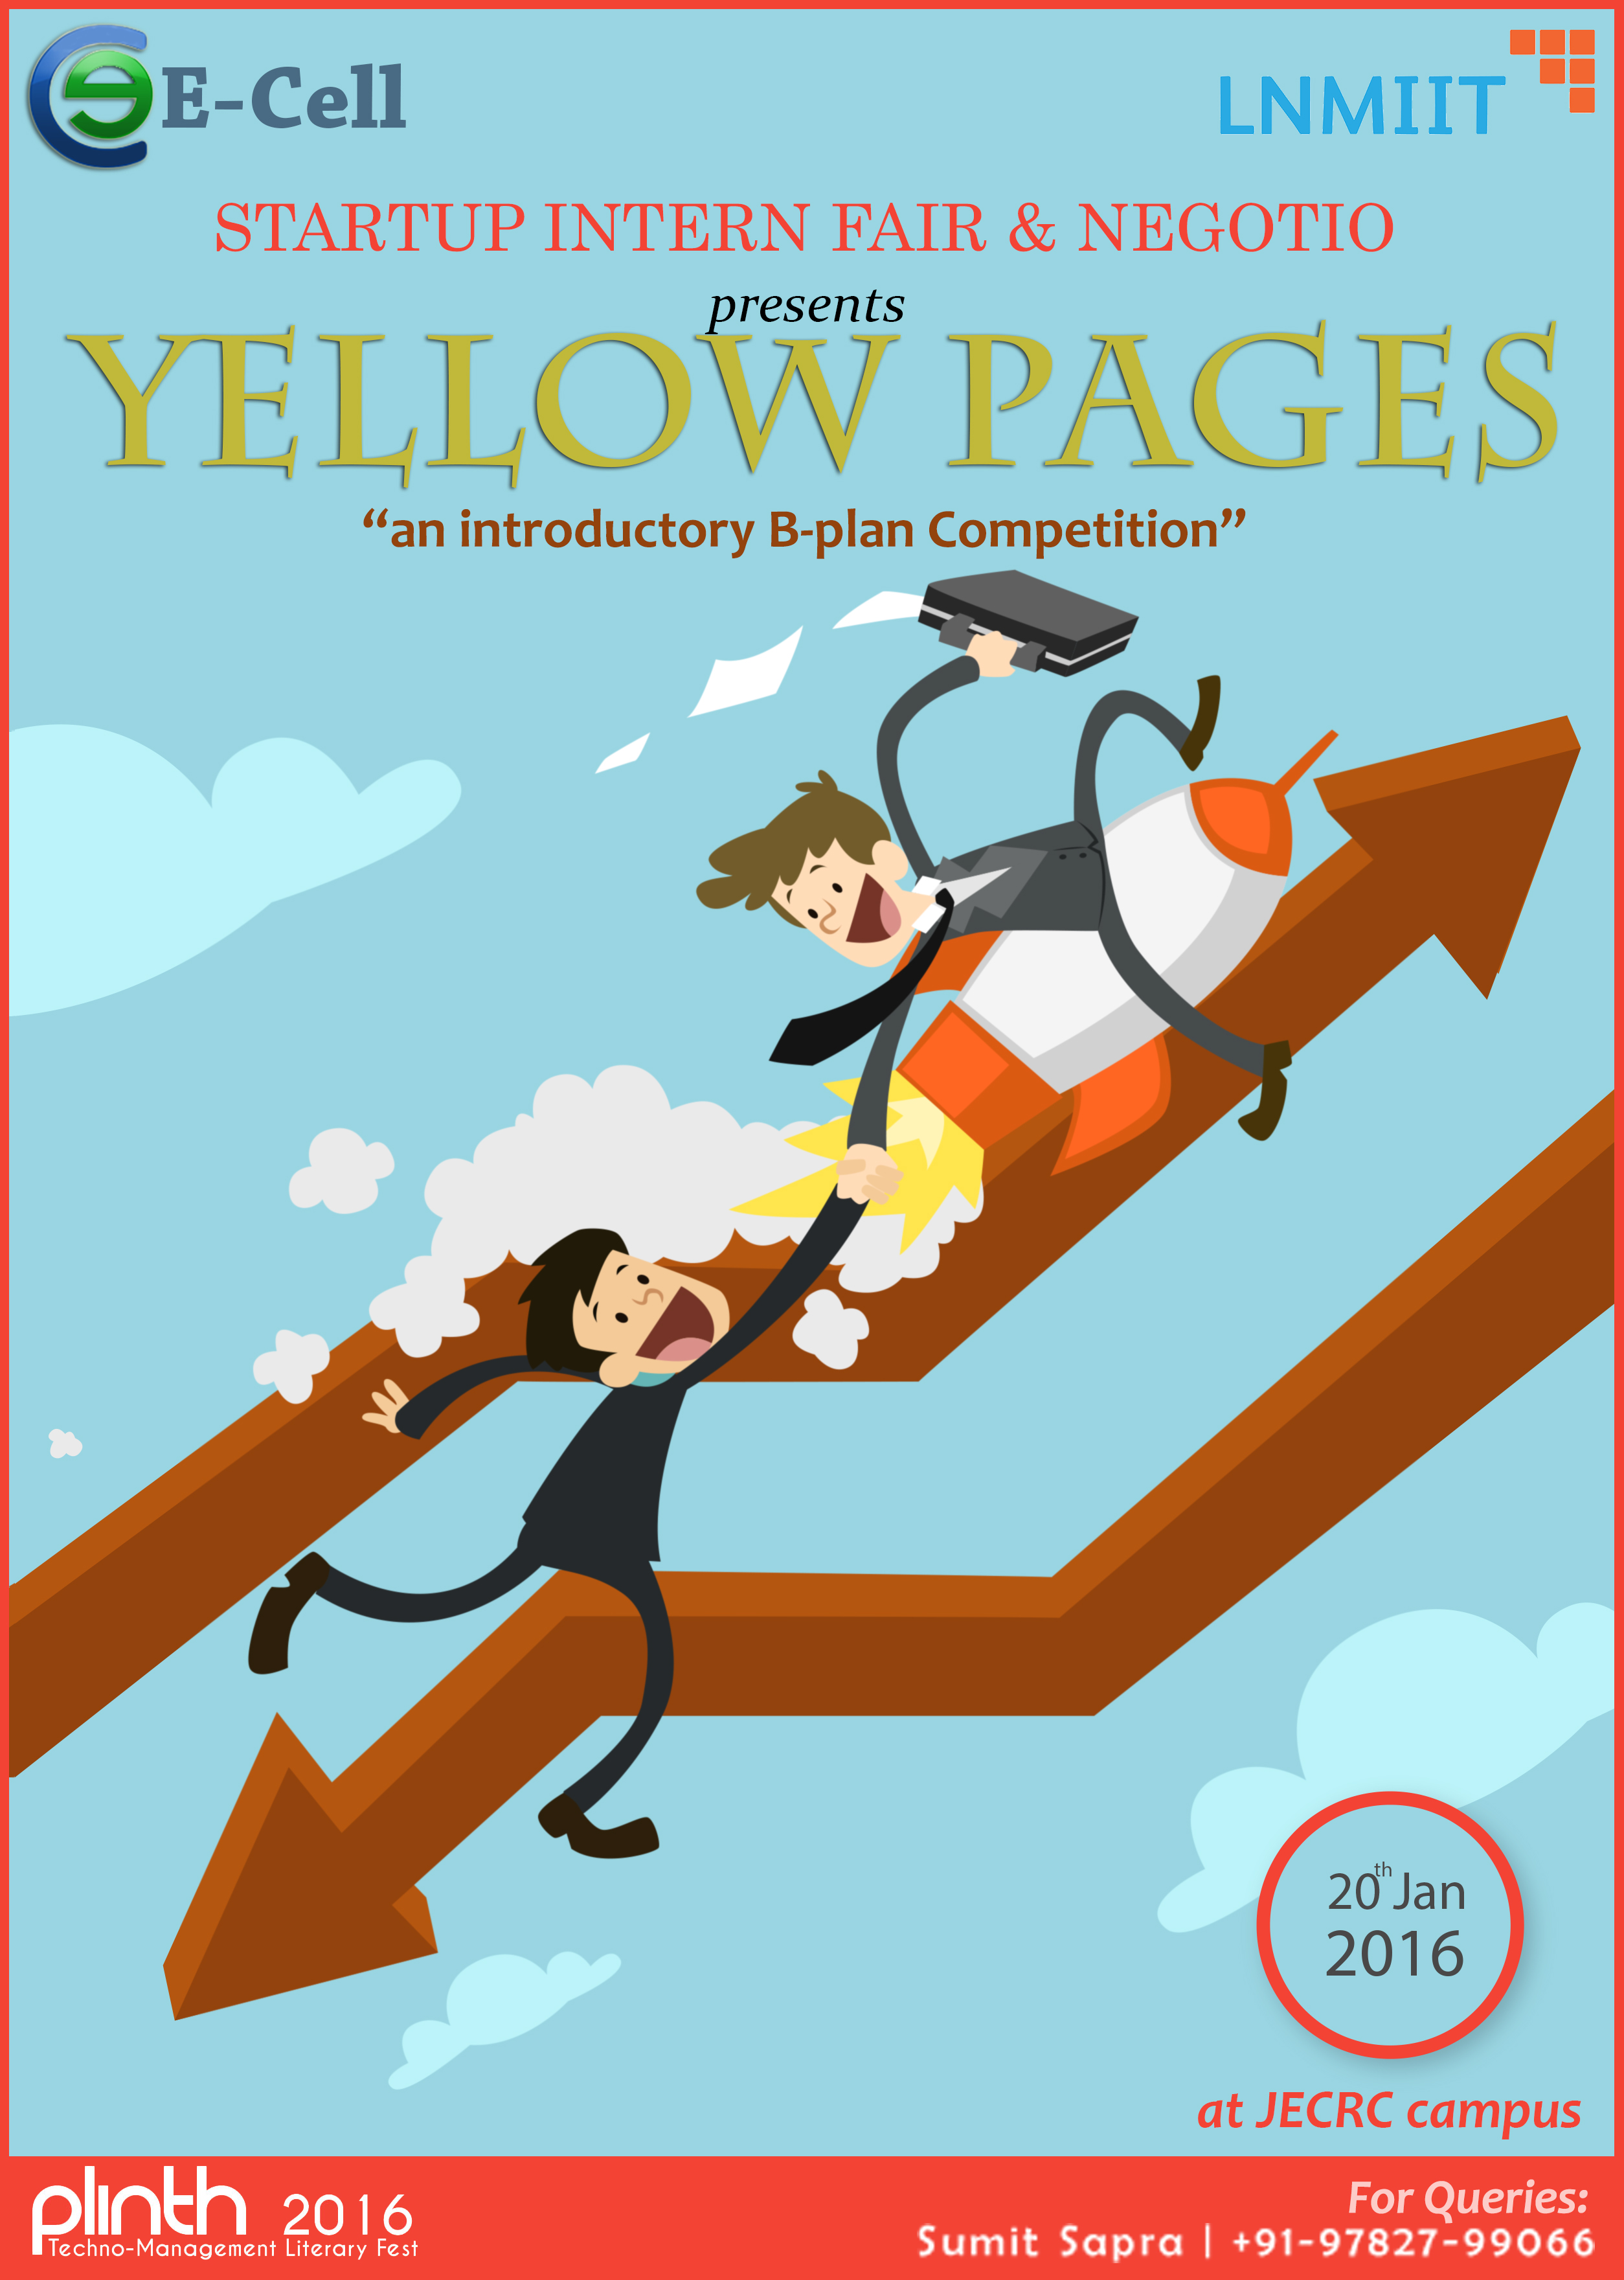 E-Cell
LNMIIT
STARTUP INTERN FAIR & NEGOTIO
presents
YELLOW PAGES
“an introductory B-plan Competition”
20th Jan
2016
at JECRC campus
plinth 2016
Techno-Management Literary Fest
For Queries:
Sumit Sapra | +91-97827-99066